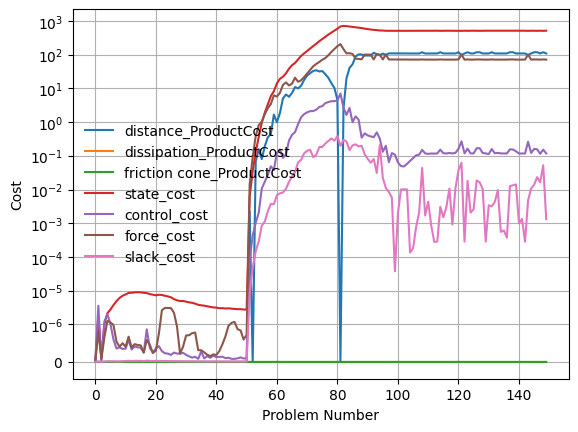 10³
10²
10¹
10⁰
10⁻¹
10⁻²
10⁻³
10⁻⁴
10⁻⁵
10⁻⁶
0
Cost
distance_ProductCost
dissipation_ProductCost
friction cone_ProductCost
state_cost
control_cost
force_cost
slack_cost
0 20 40 60 80 100 120 140
Problem Number